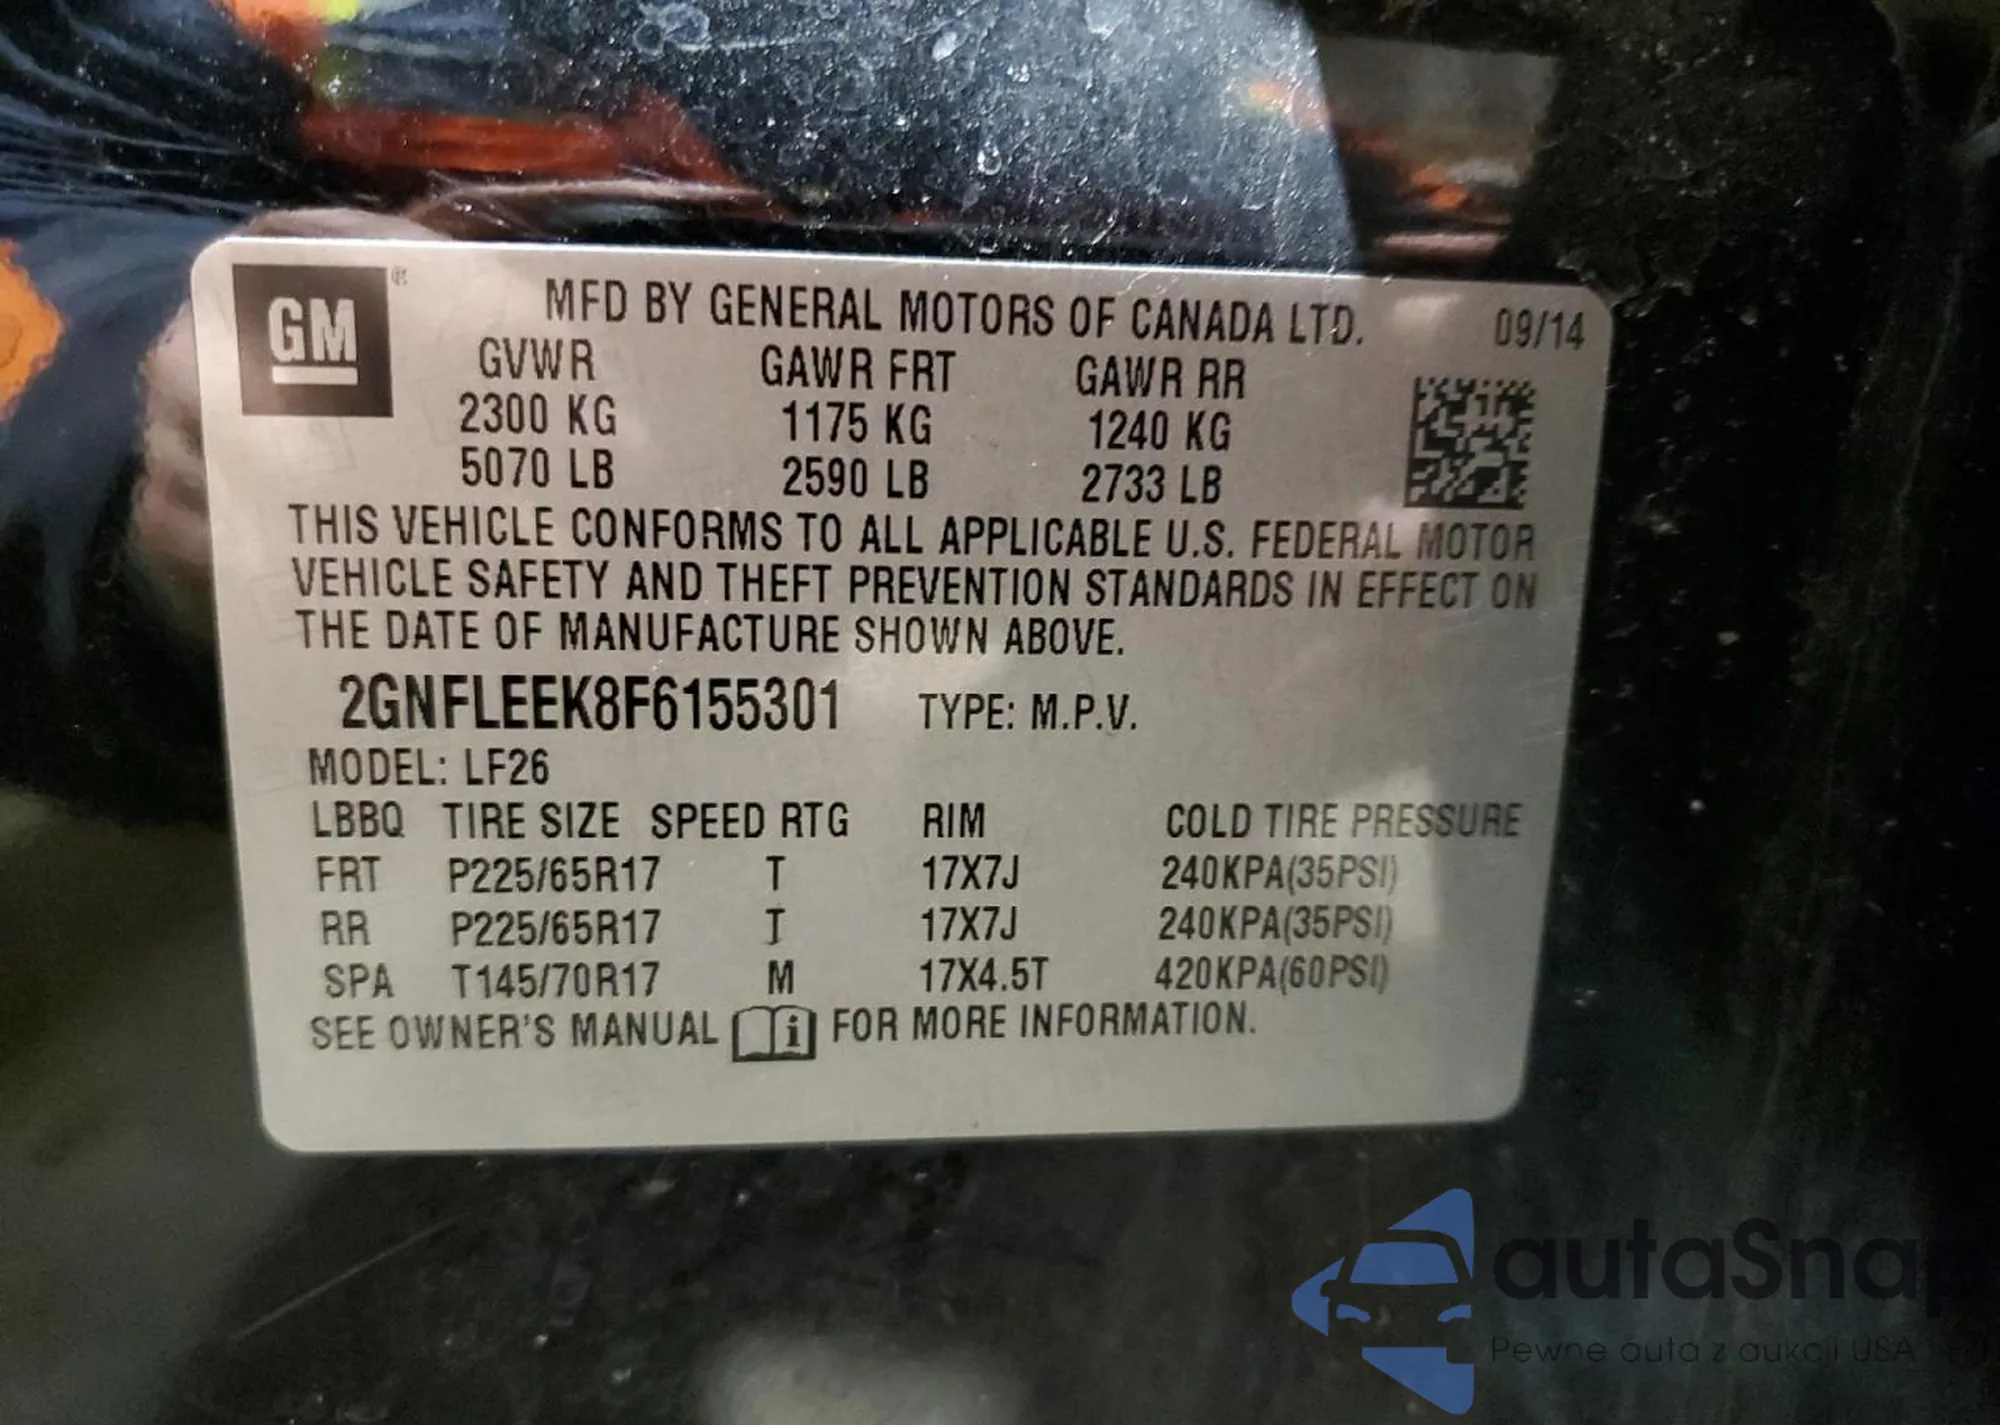 GM ®
MFD BY GENERAL MOTORS OF CANADA LTD. 09/14
GVWR GAWR FRT GAWR RR
2300 KG 1175 KG 1240 KG
5070 LB 2590 LB 2733 LB
THIS VEHICLE CONFORMS TO ALL APPLICABLE U.S. FEDERAL MOTOR
VEHICLE SAFETY AND THEFT PREVENTION STANDARDS IN EFFECT ON
THE DATE OF MANUFACTURE SHOWN ABOVE.
2GNFLEEK8F6155301 TYPE: M.P.V.
MODEL: LF26
LBBQ TIRE SIZE SPEED RTG RIM COLD TIRE PRESSURE
FRT P225/65R17 T 17X7J 240KPA(35PSI)
RR P225/65R17 T 17X7J 240KPA(35PSI)
SPA T145/70R17 M 17X4.5T 420KPA(60PSI)
SEE OWNER'S MANUAL i FOR MORE INFORMATION.
autaSnap
Pewne auta z aukcji USA